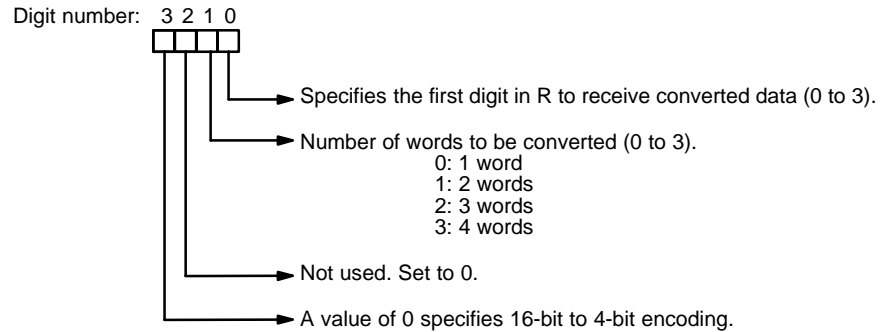 Digit number: 3 2 1 0
Specifies the first digit in R to receive converted data (0 to 3).
Number of words to be converted (0 to 3).
0: 1 word
1: 2 words
2: 3 words
3: 4 words
Not used. Set to 0.
A value of 0 specifies 16-bit to 4-bit encoding.